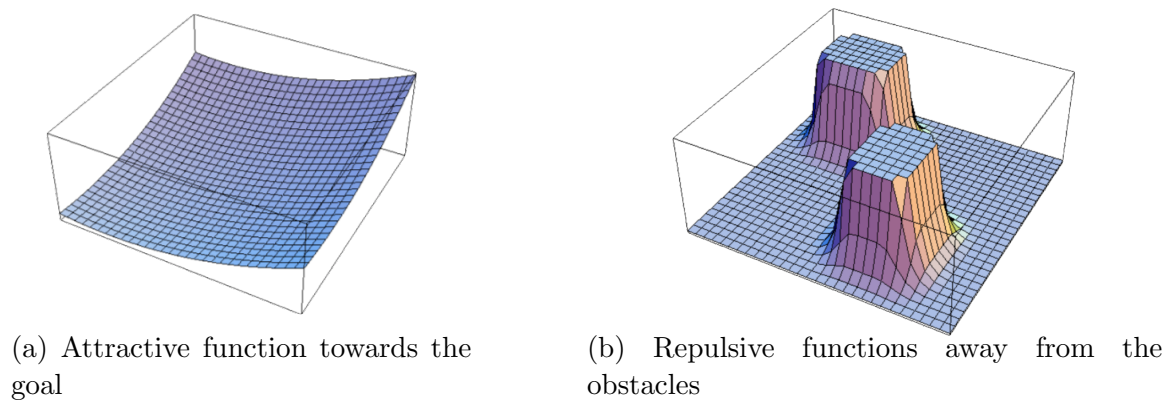 (a) Attractive function towards the
goal
(b) Repulsive functions away from the
obstacles